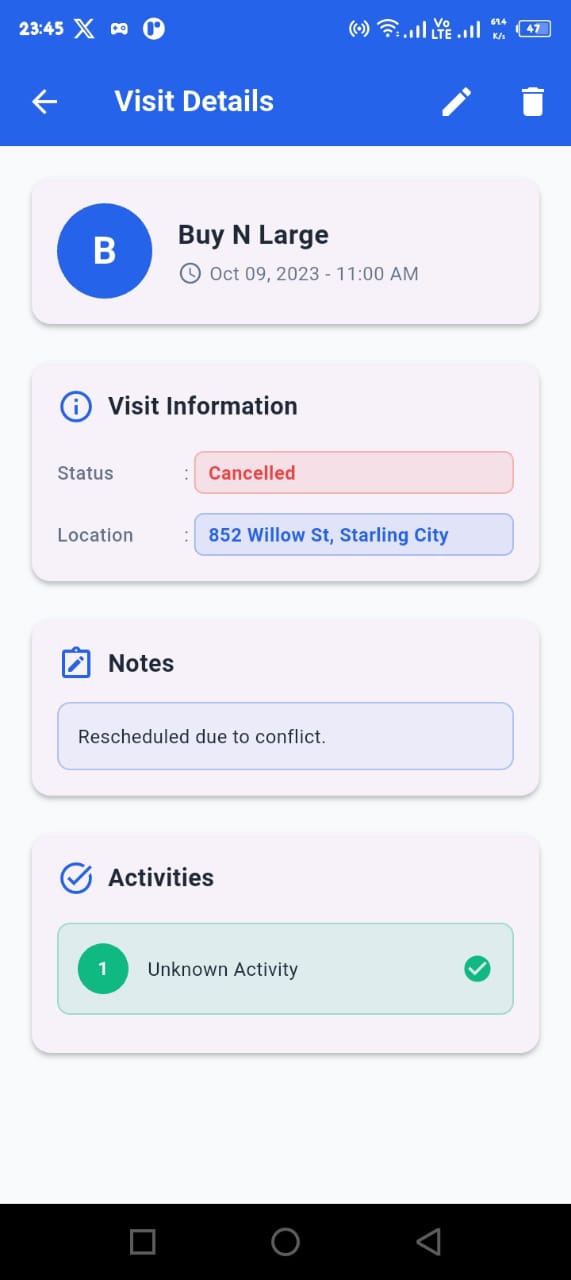 23:45
Vo
LTE
61.4
K/s
47
Visit Details
B
Buy N Large
Oct 09, 2023 - 11:00 AM
Visit Information
Status : Cancelled
Location : 852 Willow St, Starling City
Notes
Rescheduled due to conflict.
Activities
1 Unknown Activity